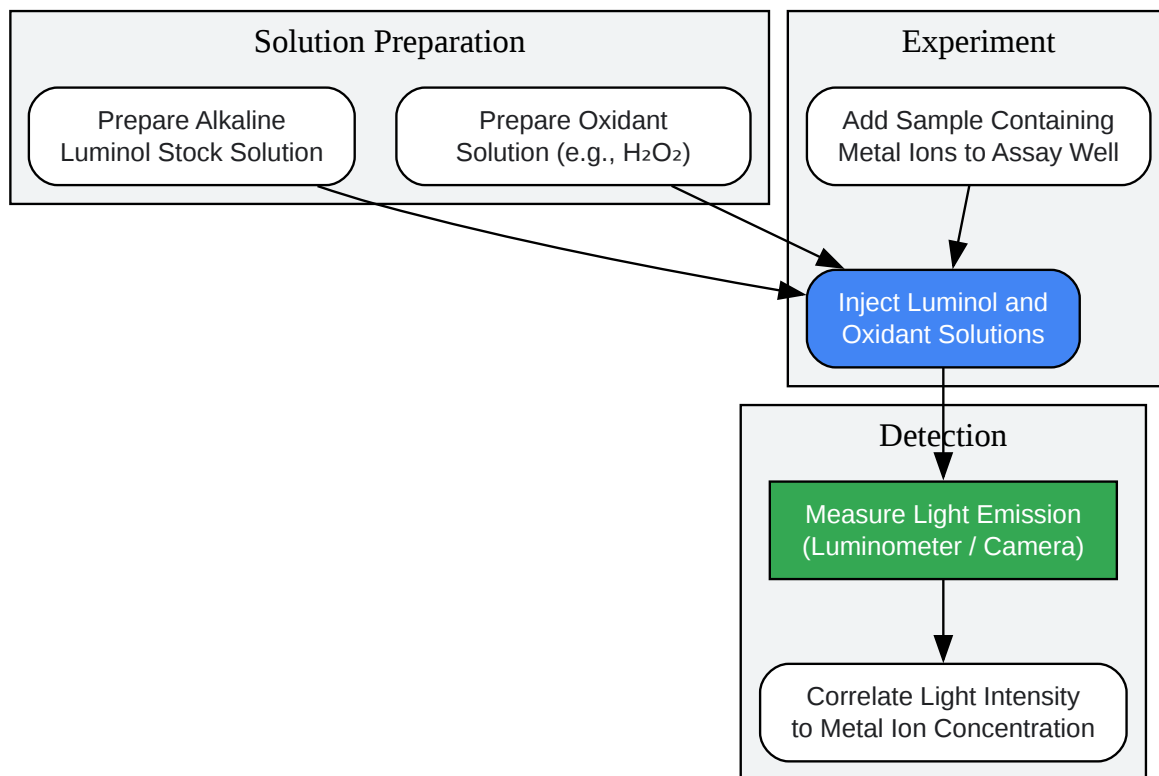 Solution Preparation
Prepare Alkaline
Luminol Stock Solution
Prepare Oxidant
Solution (e.g., H₂O₂)
Experiment
Add Sample Containing
Metal Ions to Assay Well
Inject Luminol and
Oxidant Solutions
Detection
Measure Light Emission
(Luminometer / Camera)
Correlate Light Intensity
to Metal Ion Concentration